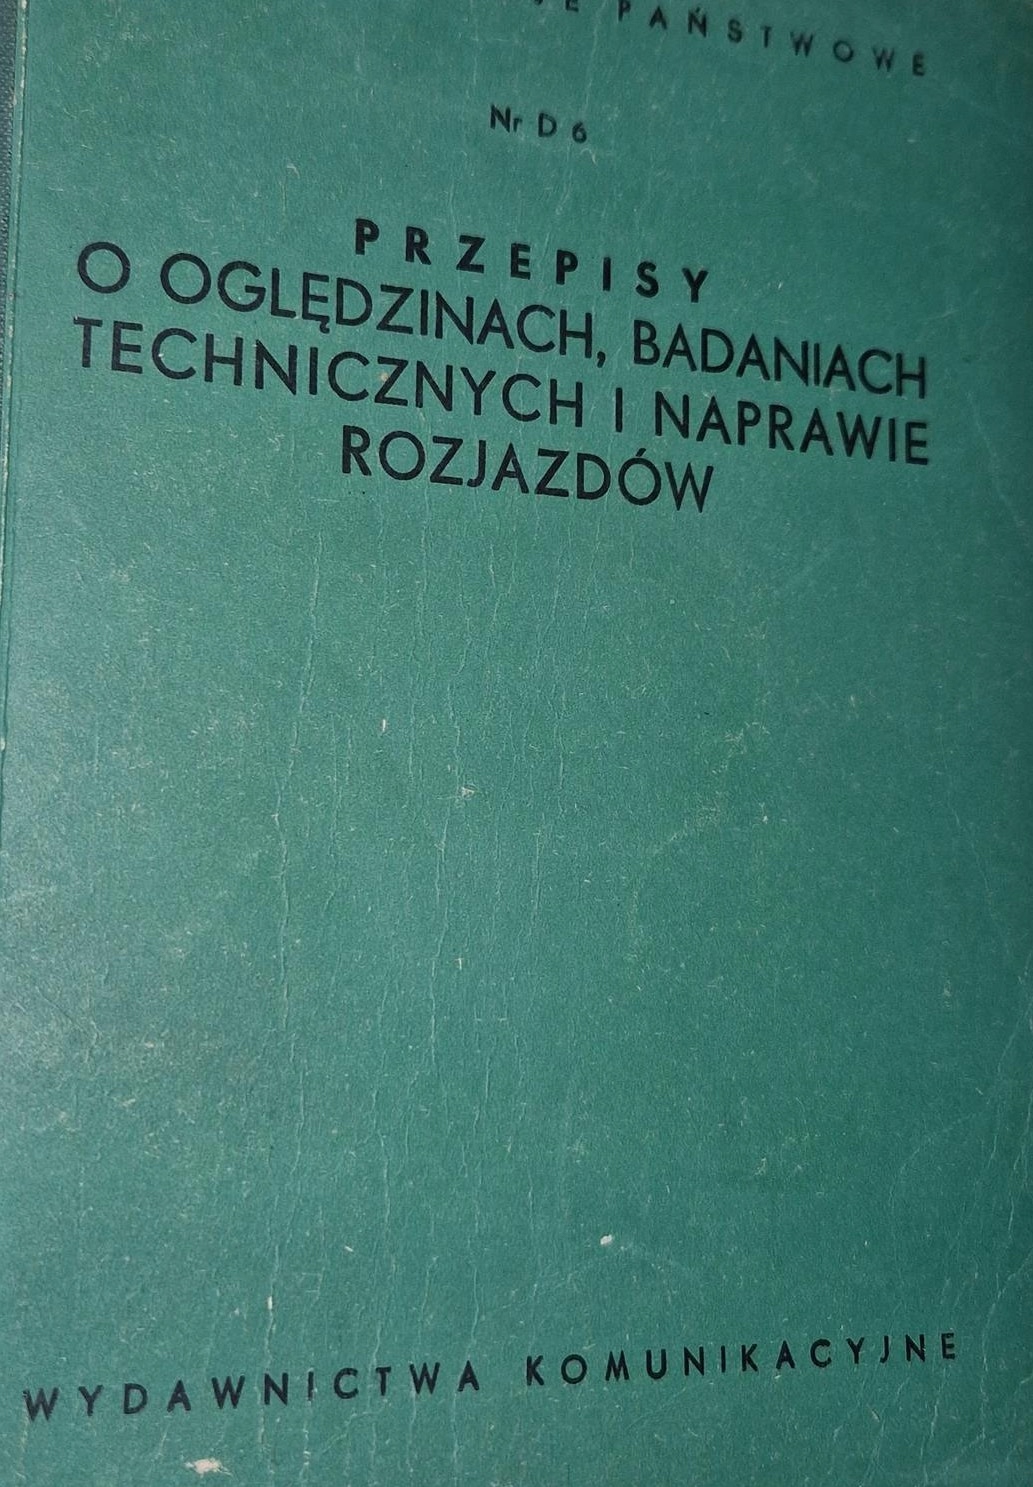 PAŃSTWOWE
Nr D 6
PRZEPISY
O OGLĘDZINACH, BADANIACH
TECHNICZNYCH I NAPRAWIE
ROZJAZDÓW
WYDAWNICTWA KOMUNIKACYJNE